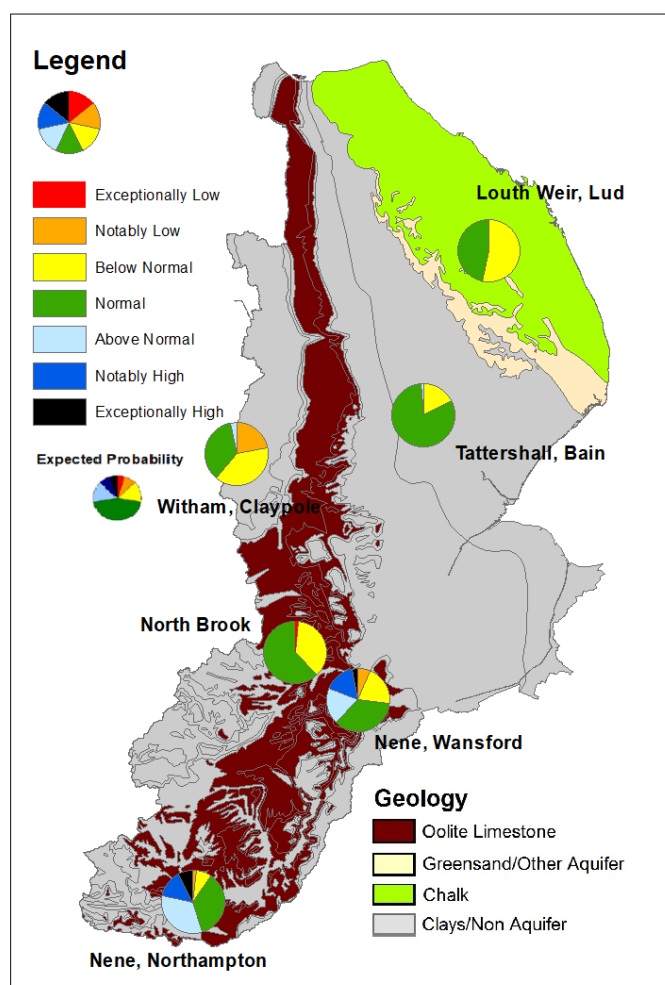 Legend
Exceptionally Low
Notably Low
Below Normal
Normal
Above Normal
Notably High
Exceptionally High
Expected Probability
Louth Weir, Lud
Tattershall, Bain
Witham, Claypole
North Brook
Nene, Wansford
Nene, Northampton
Geology
Oolite Limestone
Greensand/Other Aquifer
Chalk
Clays/Non Aquifer